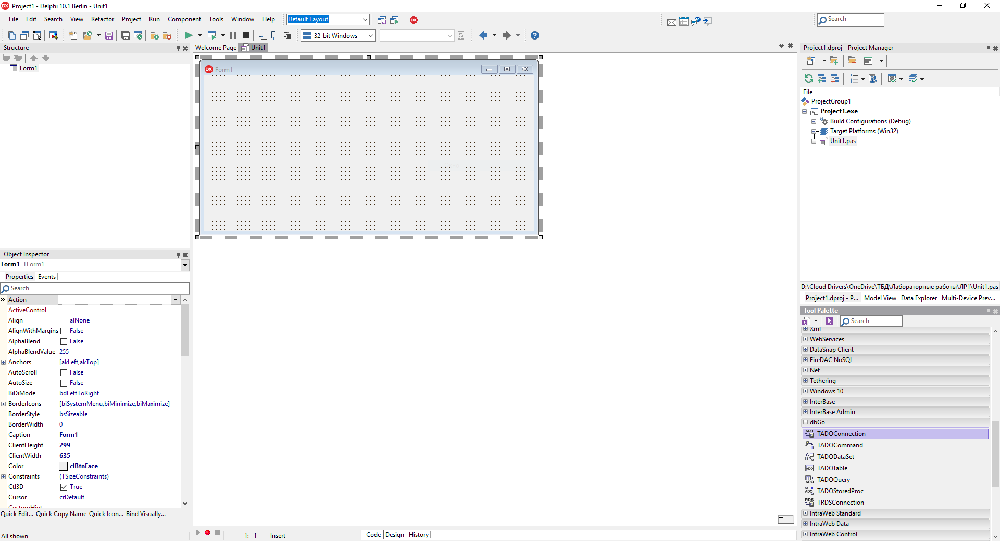 Project1 - Delphi 10.1 Berlin - Unit1
File Edit Search View Refactor Project Run Component Tools Window Help Default Layout DX Search
32-bit Windows
Structure
Form1
Welcome Page Unit1
DX Form1
Object Inspector
Form1 TForm1
Properties Events
Search
Action
ActiveControl
Align alNone
AlignWithMargins False
AlphaBlend False
AlphaBlendValue 255
Anchors [akLeft,akTop]
AutoScroll False
AutoSize False
BiDiMode bdLeftToRight
BorderIcons [biSystemMenu,biMinimize,biMaximize]
BorderStyle bsSizeable
BorderWidth 0
Caption Form1
ClientHeight 299
ClientWidth 635
Color clBtnFace
Constraints (TSizeConstraints)
Ctl3D True
Cursor crDefault
CustomHint
Quick Edit... Quick Copy Name Quick Icon... Bind Visually...
All shown
1: 1 Insert
Code Design History
Project1.dproj - Project Manager
File
ProjectGroup1
Project1.exe
Build Configurations (Debug)
Target Platforms (Win32)
Unit1.pas
D:\Cloud Drivers\OneDrive\ТБД\Лабораторные работы\ЛР1\Unit1.pas
Project1.dproj - P... Model View Data Explorer Multi-Device Prev...
Tool Palette
Search
Xml
WebServices
DataSnap Client
FireDAC NoSQL
Net
Tethering
Windows 10
InterBase
InterBase Admin
dbGo
TADOConnection
TADOCommand
TADODataSet
TADOTable
TADOQuery
TADOStoredProc
TRDSConnection
IntraWeb Standard
IntraWeb Data
IntraWeb Control